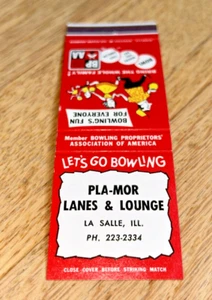 BOWLING'S FUN
FOR EVERYONE
Member BOWLING PROPRIETORS'
ASSOCIATION OF AMERICA
LET'S GO BOWLING
PLA-MOR
LANES & LOUNGE
LA SALLE, ILL.
PH. 223-2334
CLOSE COVER BEFORE STRIKING MATCH